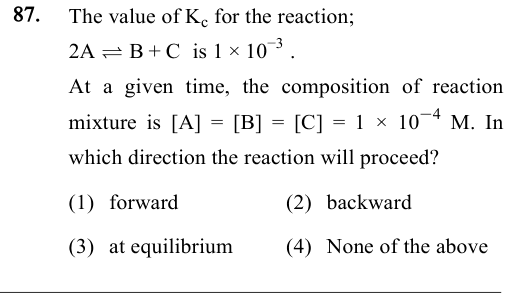 87. The value of K꜀ for the reaction;
2A ⇌ B + C is 1 × 10⁻³ .
At a given time, the composition of reaction
mixture is [A] = [B] = [C] = 1 × 10⁻⁴ M. In
which direction the reaction will proceed?
(1) forward (2) backward
(3) at equilibrium (4) None of the above